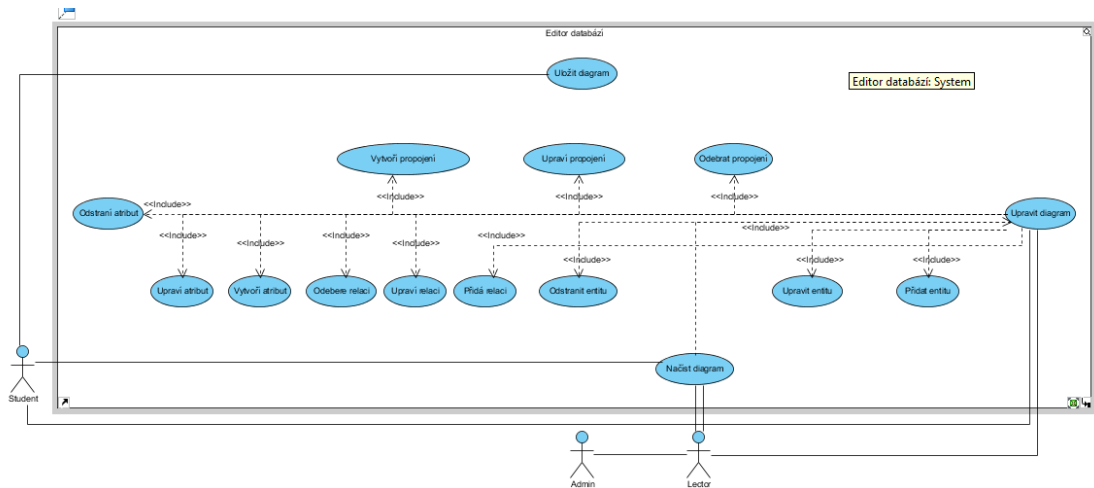 Editor databází
Uložit diagram
Editor databází: System
Vytvoří propojení
Upraví propojení
Odebrat propojení
<<Include>>
<<Include>>
<<Include>>
<<Include>>
Odstraní atribut
Upravit diagram
<<Include>>
<<Include>>
<<Include>>
<<Include>>
<<Include>>
<<Include>>
<<Include>>
<<Include>>
<<Include>>
Upraví atribut
Vytvoří atribut
Odebere relaci
Upraví relaci
Přidá relaci
Odstranit entitu
Upravit entitu
Přidat entitu
Načíst diagram
Student
Admin
Lector